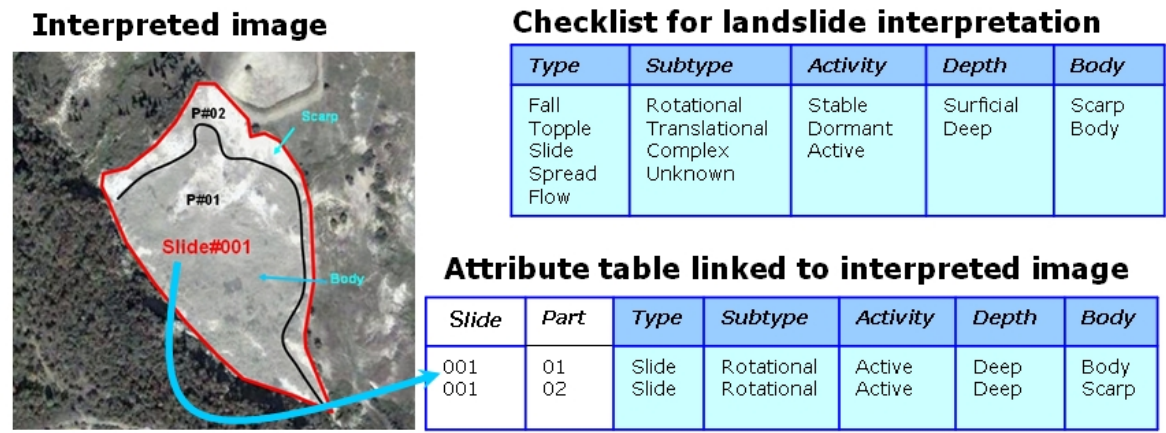 Interpreted image
P#02
Scarp
P#01
Slide#001
Body
Checklist for landslide interpretation
Type Subtype Activity Depth Body
Fall Rotational Stable Surficial Scarp
Topple Translational Dormant Deep Body
Slide Complex Active
Spread Unknown
Flow
Attribute table linked to interpreted image
Slide Part Type Subtype Activity Depth Body
001 01 Slide Rotational Active Deep Body
001 02 Slide Rotational Active Deep Scarp